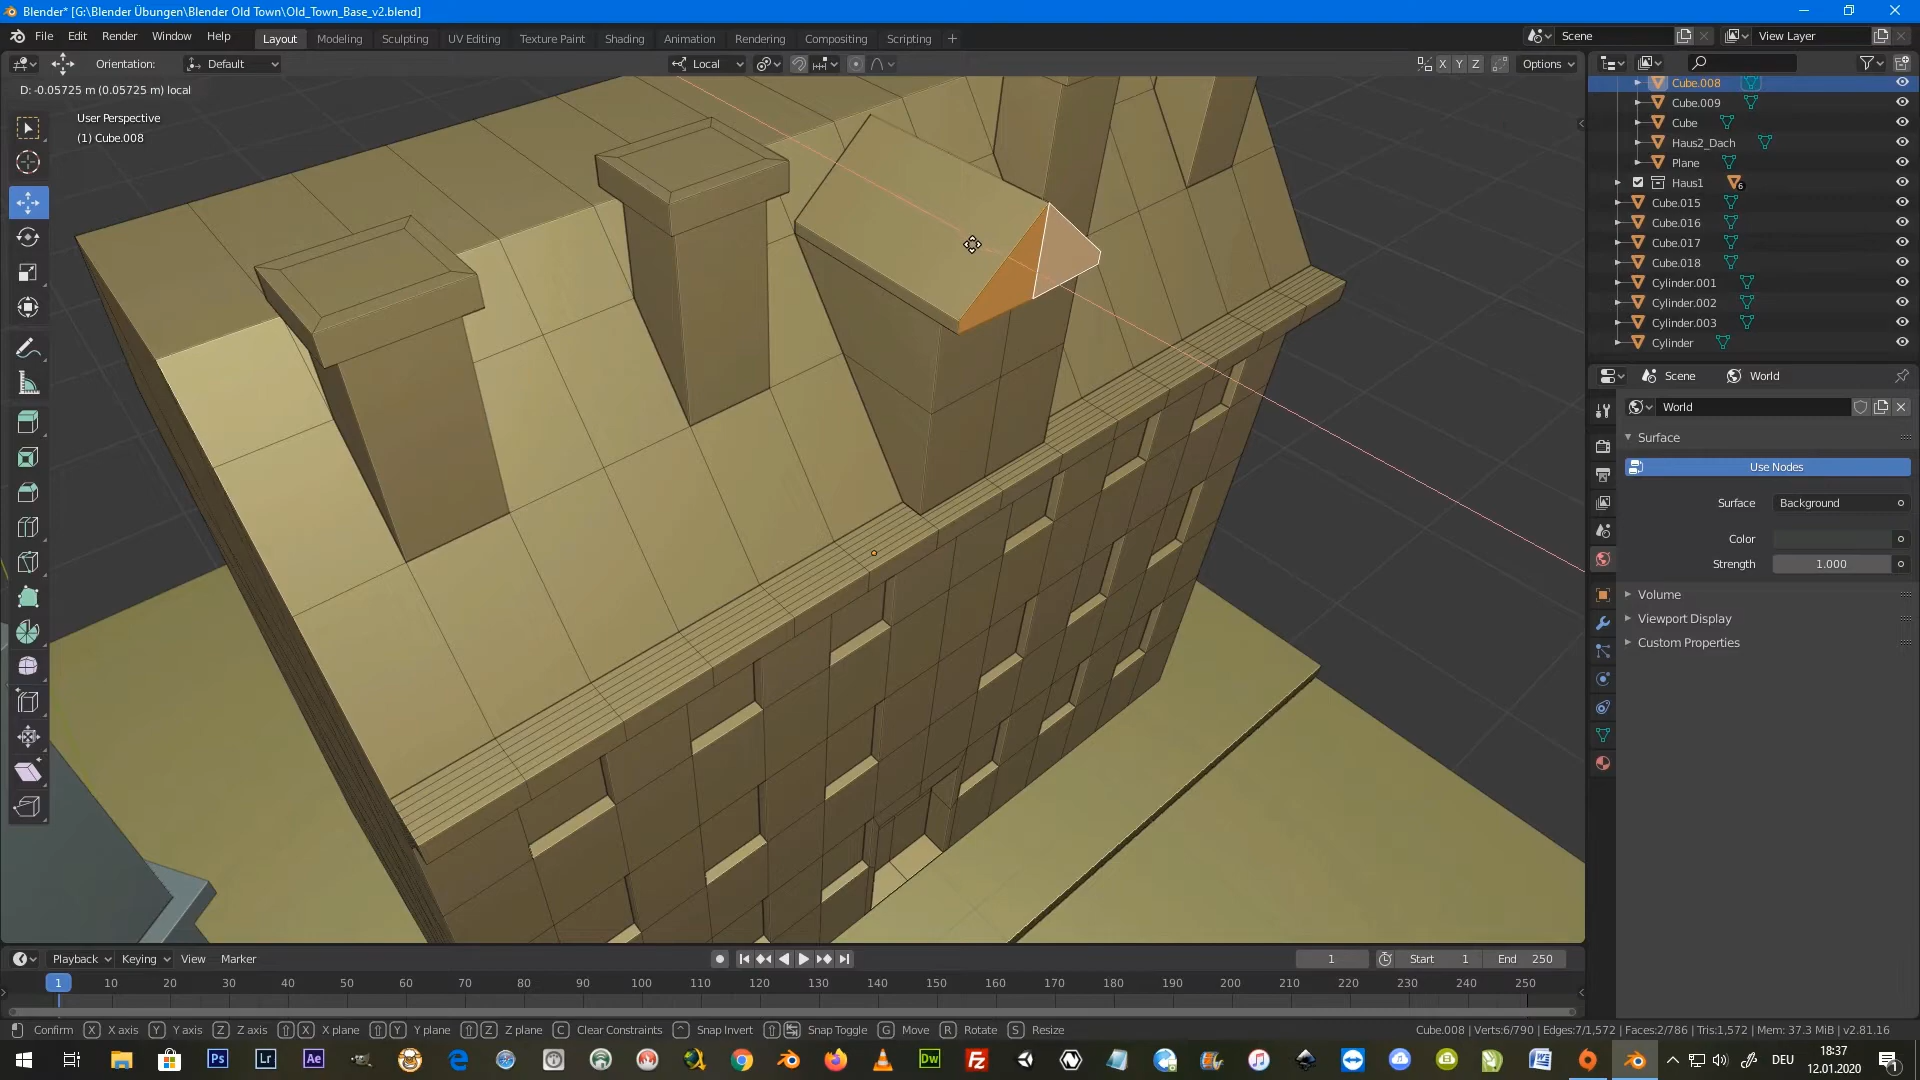 Blender* [G:\Blender Übungen\Blender Old Town\Old_Town_Base_v2.blend]
File Edit Render Window Help
Layout Modeling Sculpting UV Editing Texture Paint Shading Animation Rendering Compositing Scripting +
Scene
View Layer
Orientation: Default
Local
X Y Z
Options
D: -0.05725 m (0.05725 m) local
User Perspective
(1) Cube.008
Cube.008
Cube.009
Cube
Haus2_Dach
Plane
Haus1
6
Cube.015
Cube.016
Cube.017
Cube.018
Cylinder.001
Cylinder.002
Cylinder.003
Cylinder
Scene World
World
Surface
Use Nodes
Surface Background
Color
Strength 1.000
Volume
Viewport Display
Custom Properties
Playback Keying View Marker
1 Start 1 End 250
1 10 20 30 40 50 60 70 80 90 100 110 120 130 140 150 160 170 180 190 200 210 220 230 240 250
Confirm X X axis Y Y axis Z Z axis X X plane Y Y plane Z Z plane C Clear Constraints Snap Invert Snap Toggle G Move R Rotate S Resize
Cube.008 | Verts:6/790 | Edges:7/1,572 | Faces:2/786 | Tris:1,572 | Mem: 37.3 MiB | v2.81.16
Ps Lr Ae Dw Fz
DEU
18:37
12.01.2020
1